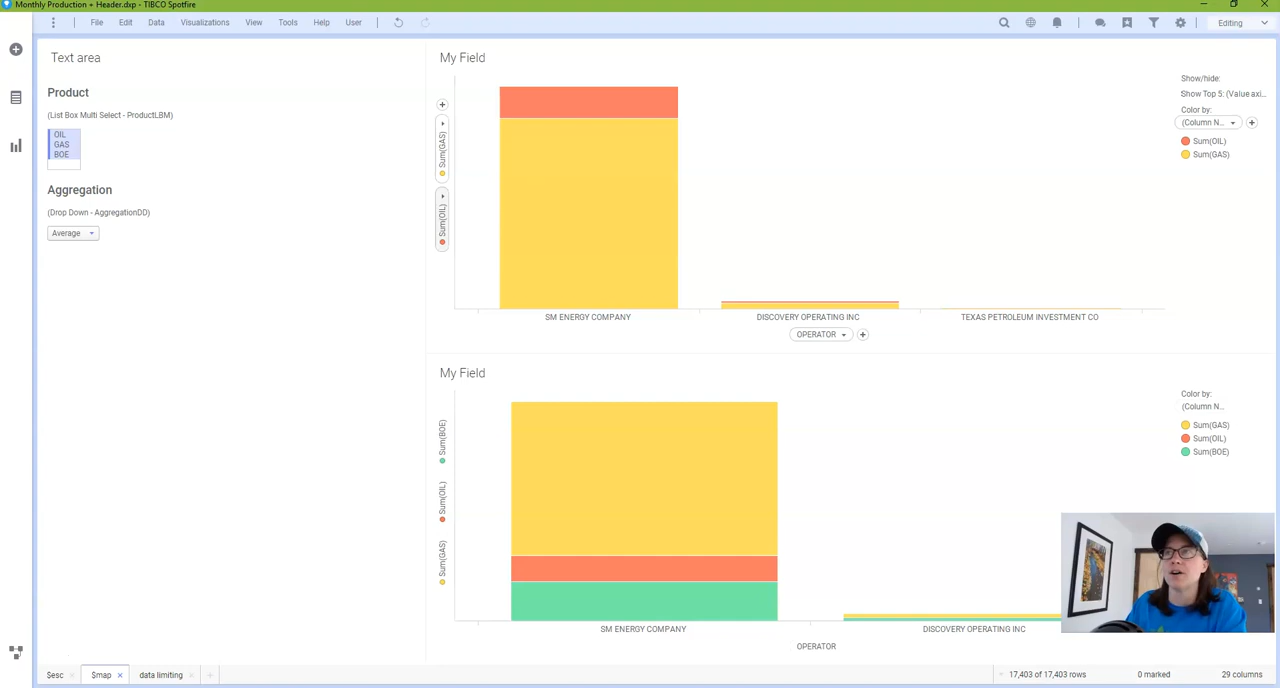 Monthly Production + Header.dxp - TIBCO Spotfire
File Edit Data Visualizations View Tools Help User
Editing
Text area
Product
(List Box Multi Select - ProductLBM)
OIL
GAS
BOE
Aggregation
(Drop Down - AggregationDD)
Average
My Field
Sum(GAS)
Sum(OIL)
SM ENERGY COMPANY
DISCOVERY OPERATING INC
TEXAS PETROLEUM INVESTMENT CO
OPERATOR
Show/hide:
Show Top 5: (Value axi...
Color by:
(Column N...
Sum(OIL)
Sum(GAS)
My Field
Sum(BOE)
Sum(OIL)
Sum(GAS)
SM ENERGY COMPANY
DISCOVERY OPERATING INC
OPERATOR
Color by:
(Column N...
Sum(GAS)
Sum(OIL)
Sum(BOE)
$esc $map data limiting
17,403 of 17,403 rows 0 marked 29 columns